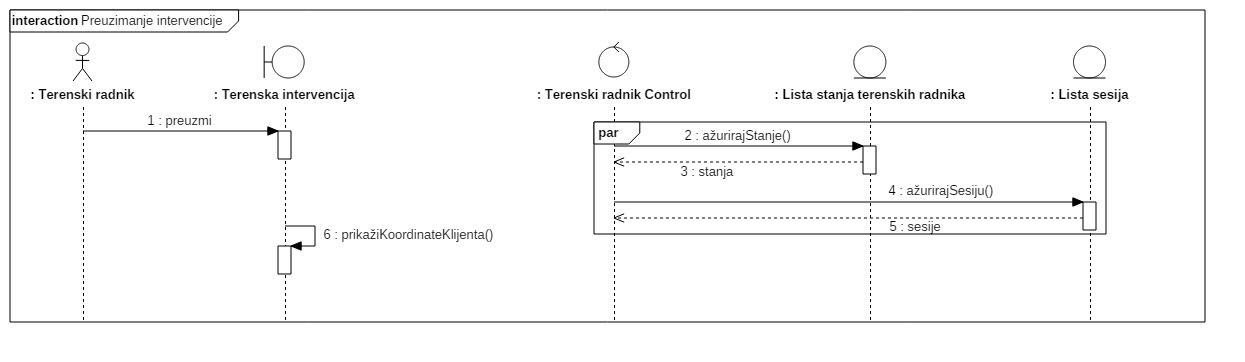 interaction Preuzimanje intervencije
: Terenski radnik
: Terenska intervencija
: Terenski radnik Control
: Lista stanja terenskih radnika
: Lista sesija
1 : preuzmi
par
2 : ažurirajStanje()
3 : stanja
4 : ažurirajSesiju()
5 : sesije
6 : prikažiKoordinateKlijenta()